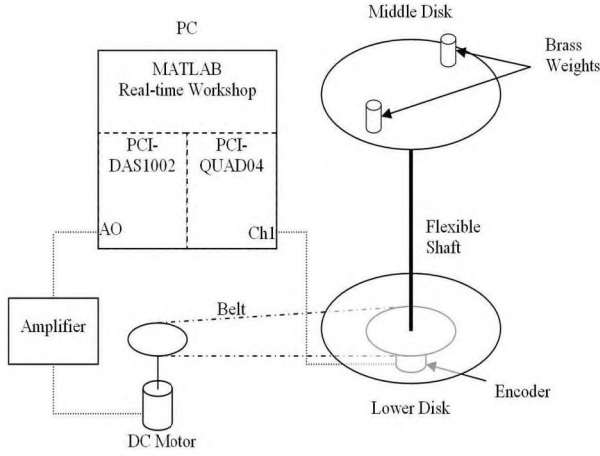 Middle Disk
PC
Brass
Weights
MATLAB
Real-time Workshop
PCI-
DAS1002
PCI-
QUAD04
AO
Ch1
Flexible
Shaft
Belt
Amplifier
Encoder
Lower Disk
DC Motor